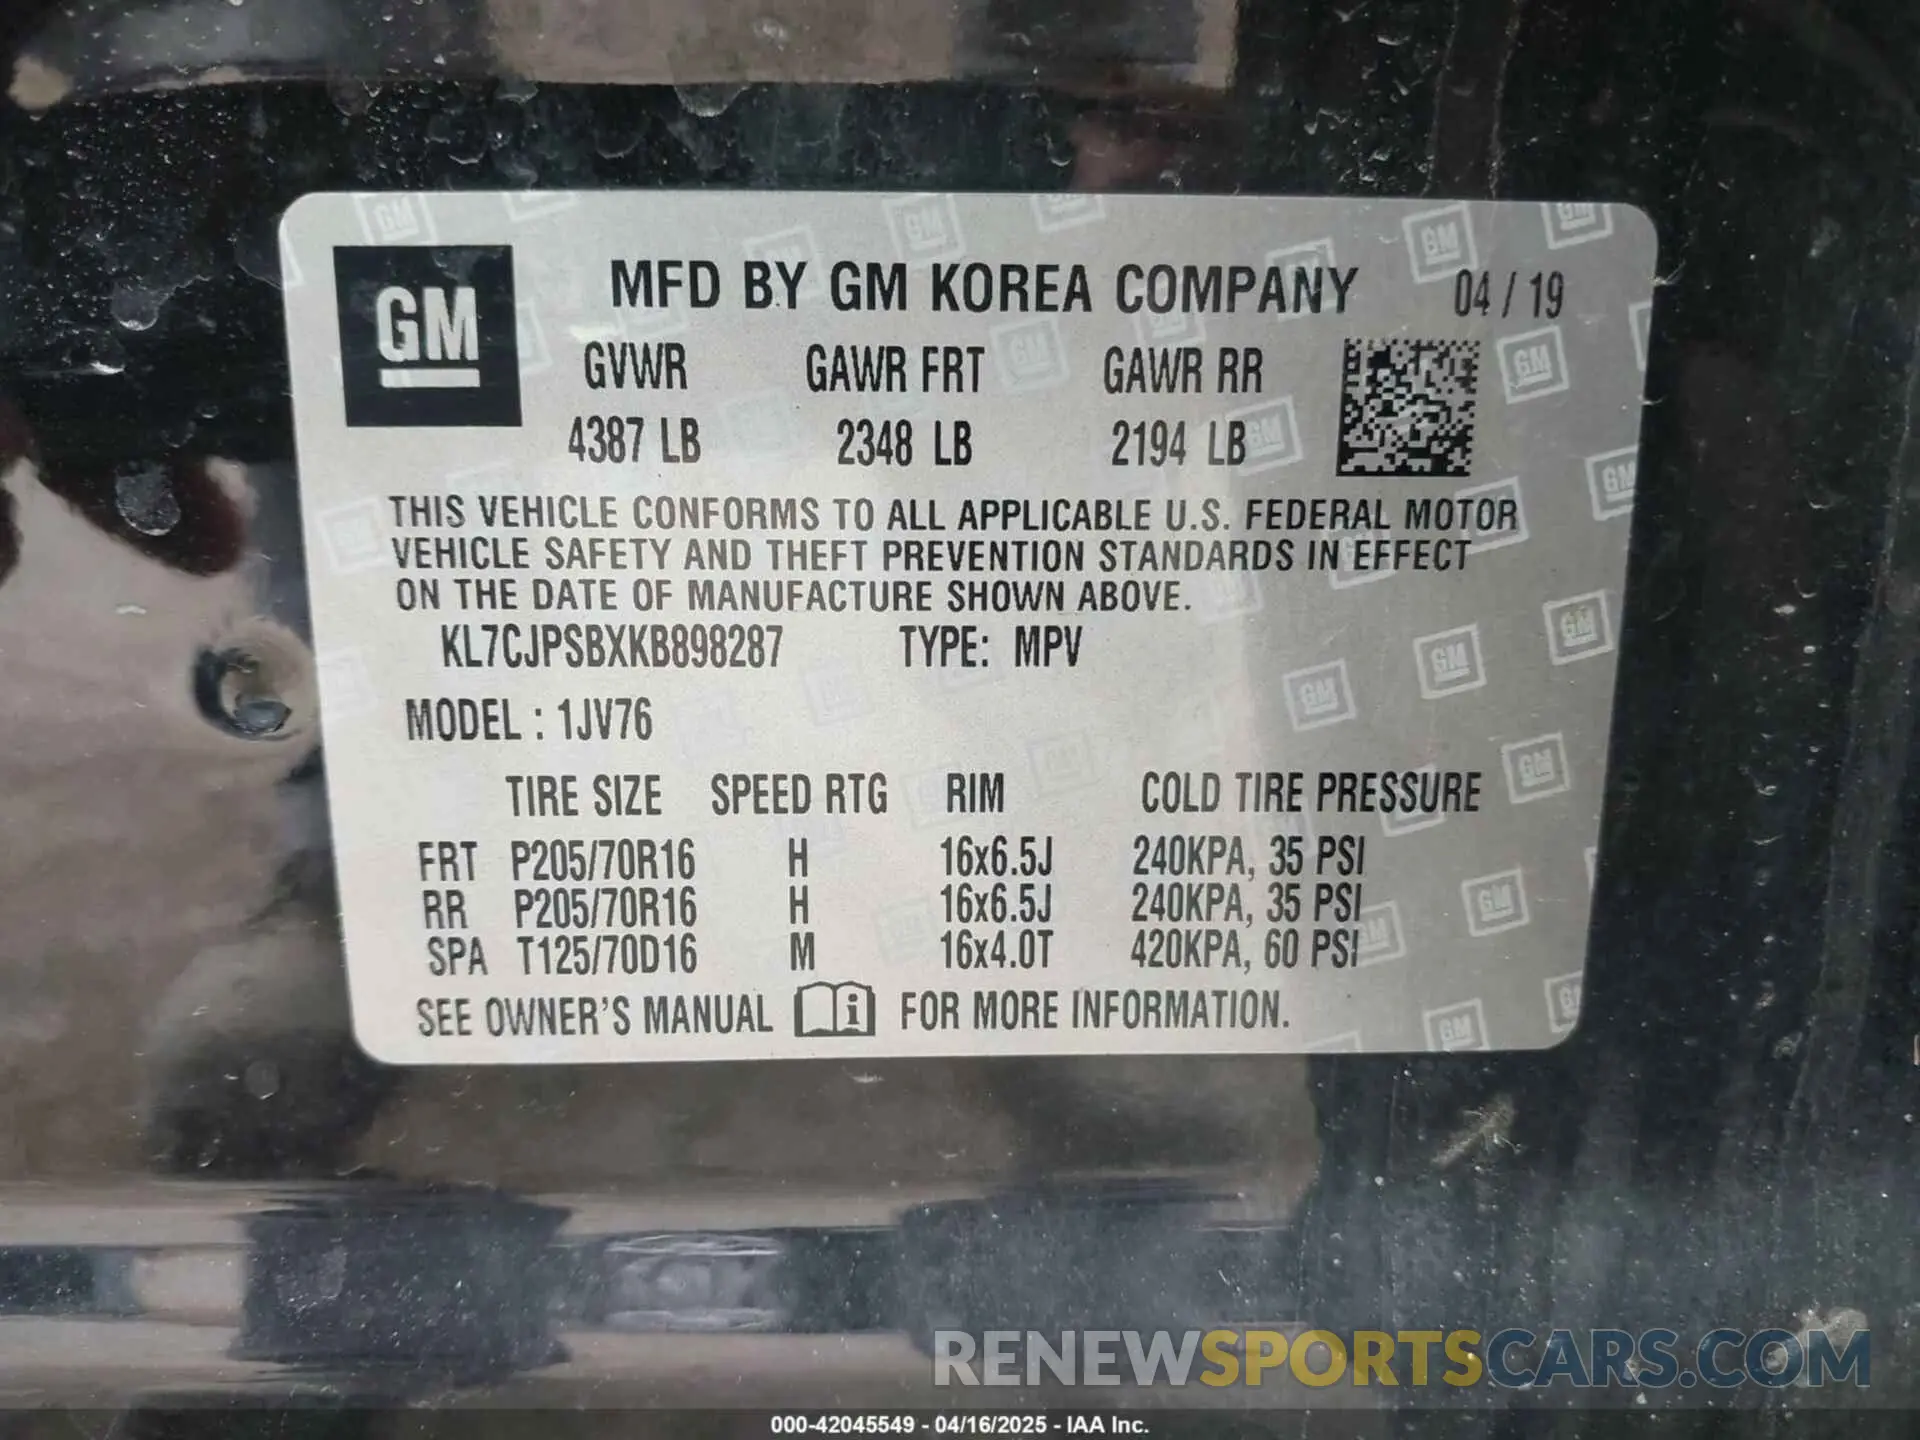 GM
MFD BY GM KOREA COMPANY 04 / 19
GVWR GAWR FRT GAWR RR
4387 LB 2348 LB 2194 LB
THIS VEHICLE CONFORMS TO ALL APPLICABLE U.S. FEDERAL MOTOR
VEHICLE SAFETY AND THEFT PREVENTION STANDARDS IN EFFECT
ON THE DATE OF MANUFACTURE SHOWN ABOVE.
KL7CJPSBXKB898287 TYPE: MPV
MODEL : 1JV76
TIRE SIZE SPEED RTG RIM COLD TIRE PRESSURE
FRT P205/70R16 H 16x6.5J 240KPA, 35 PSI
RR P205/70R16 H 16x6.5J 240KPA, 35 PSI
SPA T125/70D16 M 16x4.0T 420KPA, 60 PSI
SEE OWNER'S MANUAL i FOR MORE INFORMATION.
RENEWSPORTSCARS.COM
000-42045549 - 04/16/2025 - IAA Inc.